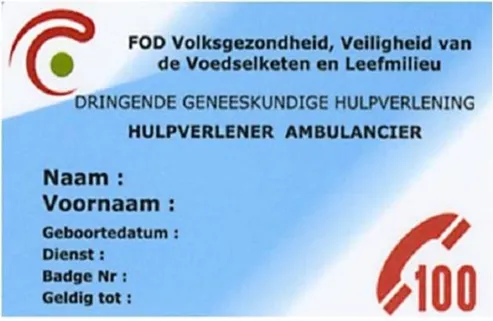 FOD Volksgezondheid, Veiligheid van
de Voedselketen en Leefmilieu
DRINGENDE GENEESKUNDIGE HULPVERLENING
HULPVERLENER AMBULANCIER
Naam :
Voornaam :
Geboortedatum :
Dienst :
Badge Nr :
Geldig tot :
100